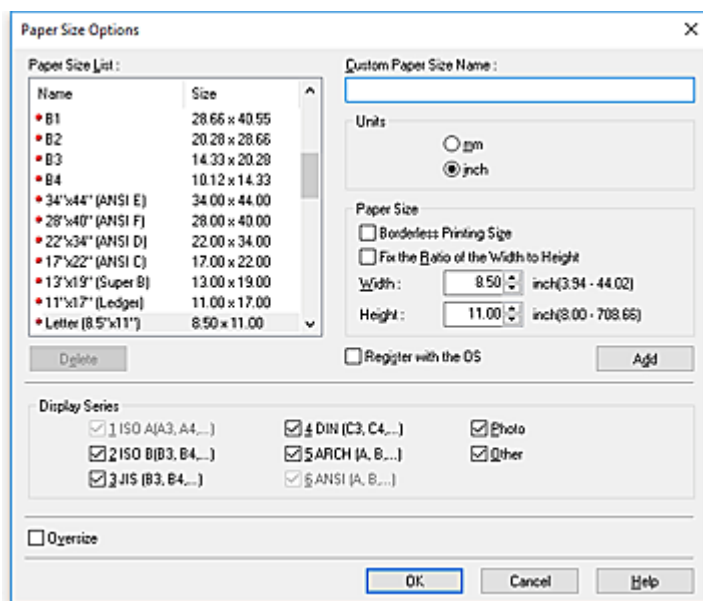 Paper Size Options
Paper Size List :
Name Size
B1 28.66 x 40.55
B2 20.28 x 28.66
B3 14.33 x 20.28
B4 10.12 x 14.33
34"x44" (ANSI E) 34.00 x 44.00
28"x40" (ANSI F) 28.00 x 40.00
22"x34" (ANSI D) 22.00 x 34.00
17"x22" (ANSI C) 17.00 x 22.00
13"x19" (Super B) 13.00 x 19.00
11"x17" (Ledger) 11.00 x 17.00
Letter (8.5"x11") 8.50 x 11.00
Delete
Custom Paper Size Name :
Units
mm
inch
Paper Size
Borderless Printing Size
Fix the Ratio of the Width to Height
Width : 8.50 inch(3.94 - 44.02)
Height : 11.00 inch(8.00 - 708.66)
Register with the OS
Add
Display Series
1 ISO A(A3, A4,...) 4 DIN (C3, C4,...) Photo
2 ISO B(B3, B4,...) 5 ARCH (A, B,...) Other
3 JIS (B3, B4,...) 6 ANSI (A, B,...)
Oversize
OK Cancel Help